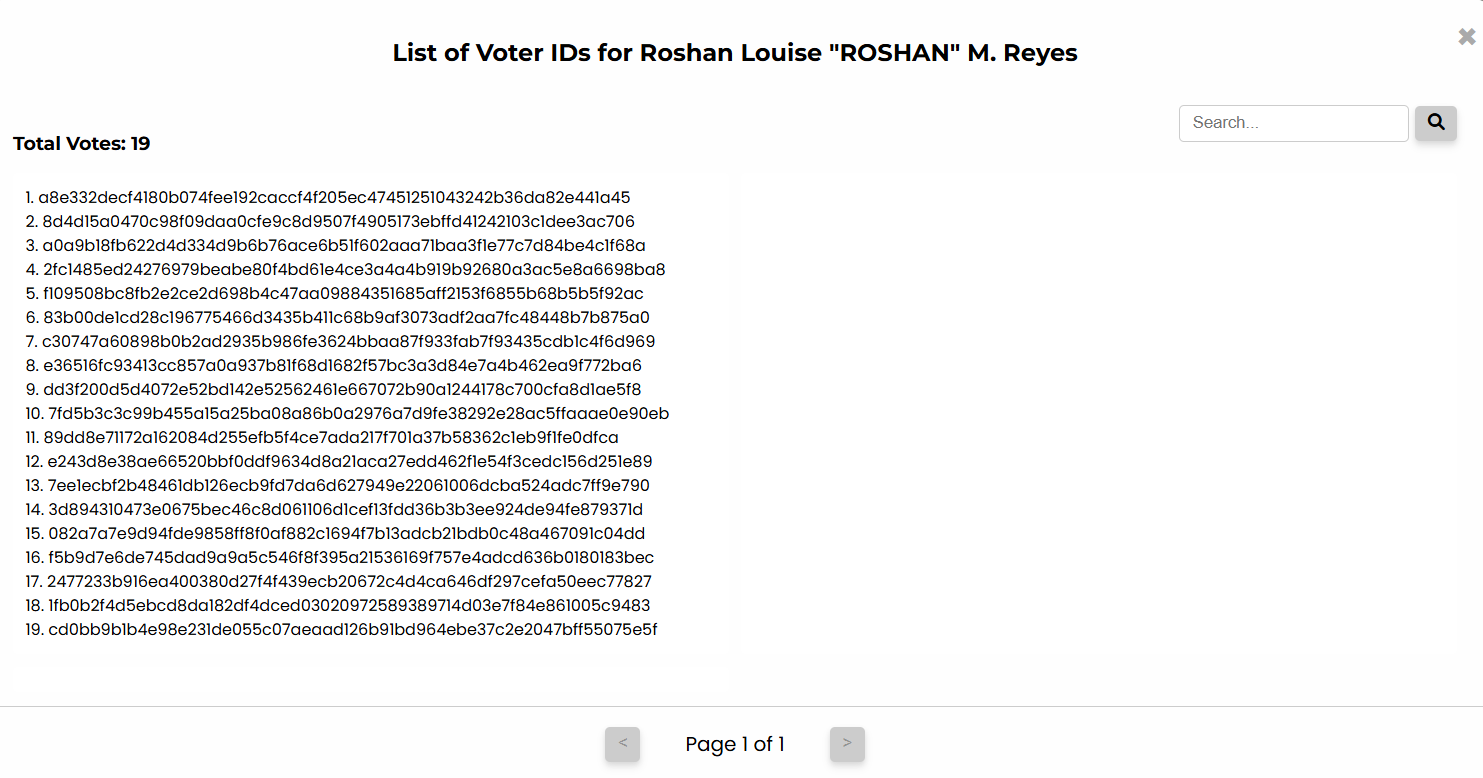 ✖
List of Voter IDs for Roshan Louise "ROSHAN" M. Reyes
Search...
Total Votes: 19
1. a8e332decf4180b074fee192caccf4f205ec47451251043242b36da82e441a45
2. 8d4d15a0470c98f09daa0cfe9c8d9507f4905173ebffd41242103c1dee3ac706
3. a0a9b18fb622d4d334d9b6b76ace6b51f602aaa71baa3f1e77c7d84be4c1f68a
4. 2fc1485ed24276979beabe80f4bd61e4ce3a4a4b919b92680a3ac5e8a6698ba8
5. f109508bc8fb2e2ce2d698b4c47aa09884351685aff2153f6855b68b5b5f92ac
6. 83b00de1cd28c196775466d3435b411c68b9af3073adf2aa7fc48448b7b875a0
7. c30747a60898b0b2ad2935b986fe3624bbaa87f933fab7f93435cdb1c4f6d969
8. e36516fc93413cc857a0a937b81f68d1682f57bc3a3d84e7a4b462ea9f772ba6
9. dd3f200d5d4072e52bd142e52562461e667072b90a1244178c700cfa8d1ae5f8
10. 7fd5b3c3c99b455a15a25ba08a86b0a2976a7d9fe38292e28ac5ffaaae0e90eb
11. 89dd8e71172a162084d255efb5f4ce7ada217f701a37b58362c1eb9f1fe0dfca
12. e243d8e38ae66520bbf0ddf9634d8a21aca27edd462f1e54f3cedc156d251e89
13. 7ee1ecbf2b48461db126ecb9fd7da6d627949e22061006dcba524adc7ff9e790
14. 3d894310473e0675bec46c8d061106d1cef13fdd36b3b3ee924de94fe879371d
15. 082a7a7e9d94fde9858ff8f0af882c1694f7b13adcb21bdb0c48a467091c04dd
16. f5b9d7e6de745dad9a9a5c546f8f395a21536169f757e4adcd636b0180183bec
17. 2477233b916ea400380d27f4f439ecb20672c4d4ca646df297cefa50eec77827
18. 1fb0b2f4d5ebcd8da182df4dced03020972589389714d03e7f84e861005c9483
19. cd0bb9b1b4e98e231de055c07aeaad126b91bd964ebe37c2e2047bff55075e5f
< Page 1 of 1 >